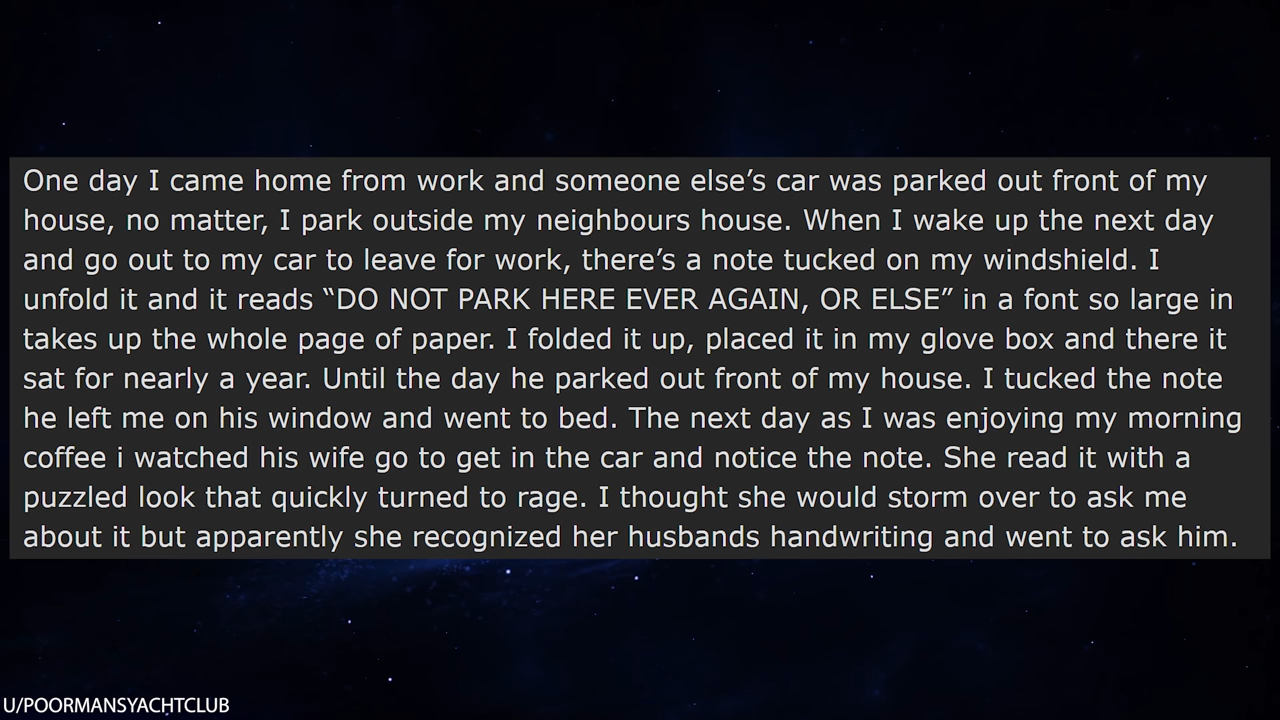 One day I came home from work and someone else’s car was parked out front of my
house, no matter, I park outside my neighbours house. When I wake up the next day
and go out to my car to leave for work, there’s a note tucked on my windshield. I
unfold it and it reads “DO NOT PARK HERE EVER AGAIN, OR ELSE” in a font so large in
takes up the whole page of paper. I folded it up, placed it in my glove box and there it
sat for nearly a year. Until the day he parked out front of my house. I tucked the note
he left me on his window and went to bed. The next day as I was enjoying my morning
coffee i watched his wife go to get in the car and notice the note. She read it with a
puzzled look that quickly turned to rage. I thought she would storm over to ask me
about it but apparently she recognized her husbands handwriting and went to ask him.
U/POORMANSYACHTCLUB